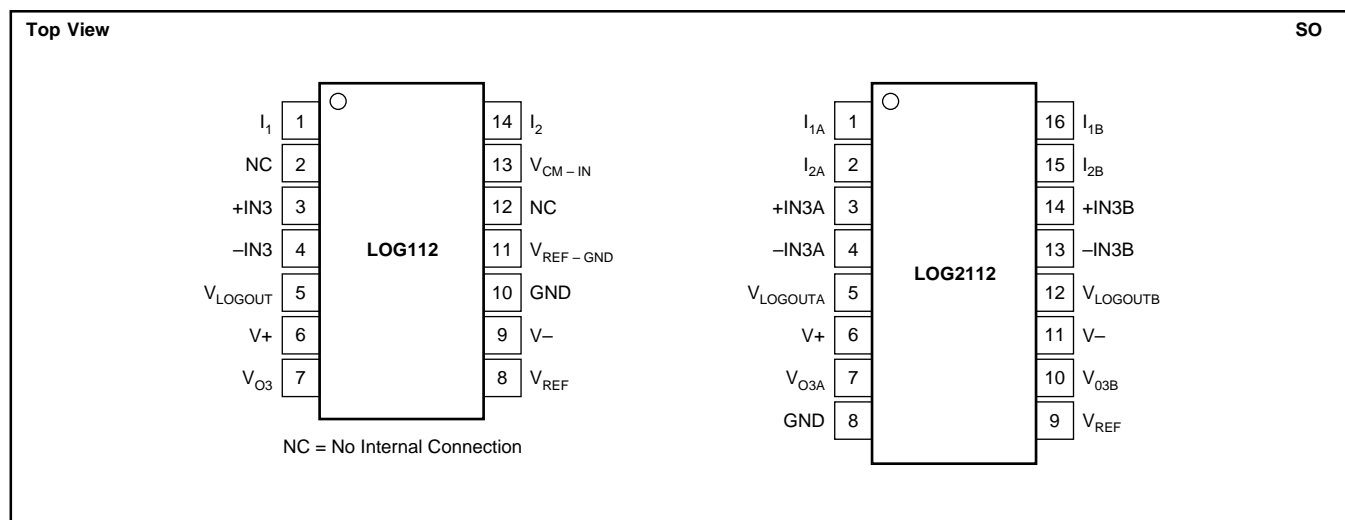 Top View
SO
I1 1
NC 2
+IN3 3
–IN3 4
VLOGOUT 5
V+ 6
VO3 7
LOG112
14 I2
13 VCM – IN
12 NC
11 VREF – GND
10 GND
9 V–
8 VREF
NC = No Internal Connection
I1A 1
I2A 2
+IN3A 3
–IN3A 4
VLOGOUTA 5
V+ 6
VO3A 7
GND 8
LOG2112
16 I1B
15 I2B
14 +IN3B
13 –IN3B
12 VLOGOUTB
11 V–
10 V03B
9 VREF